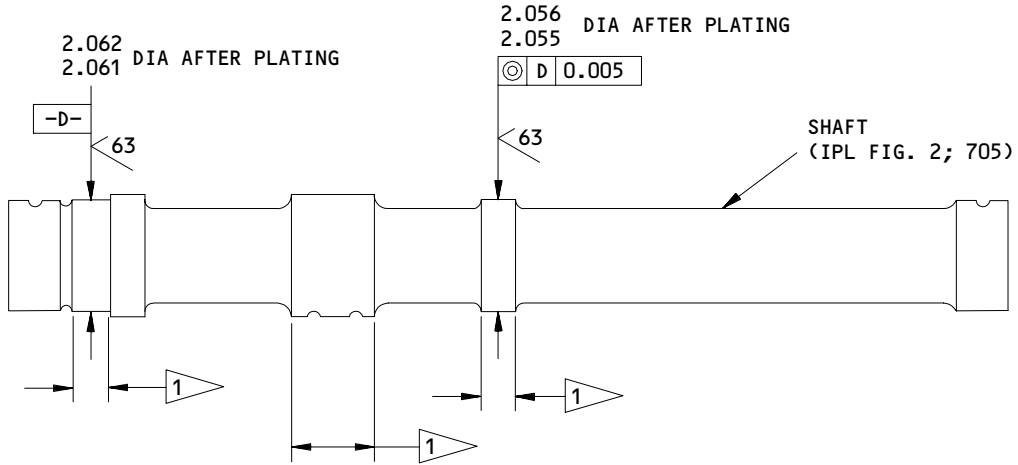 2.062
2.061
DIA AFTER PLATING
-D-
63
2.056
2.055
DIA AFTER PLATING
◎ D 0.005
63
SHAFT
(IPL FIG. 2; 705)
1
1
1